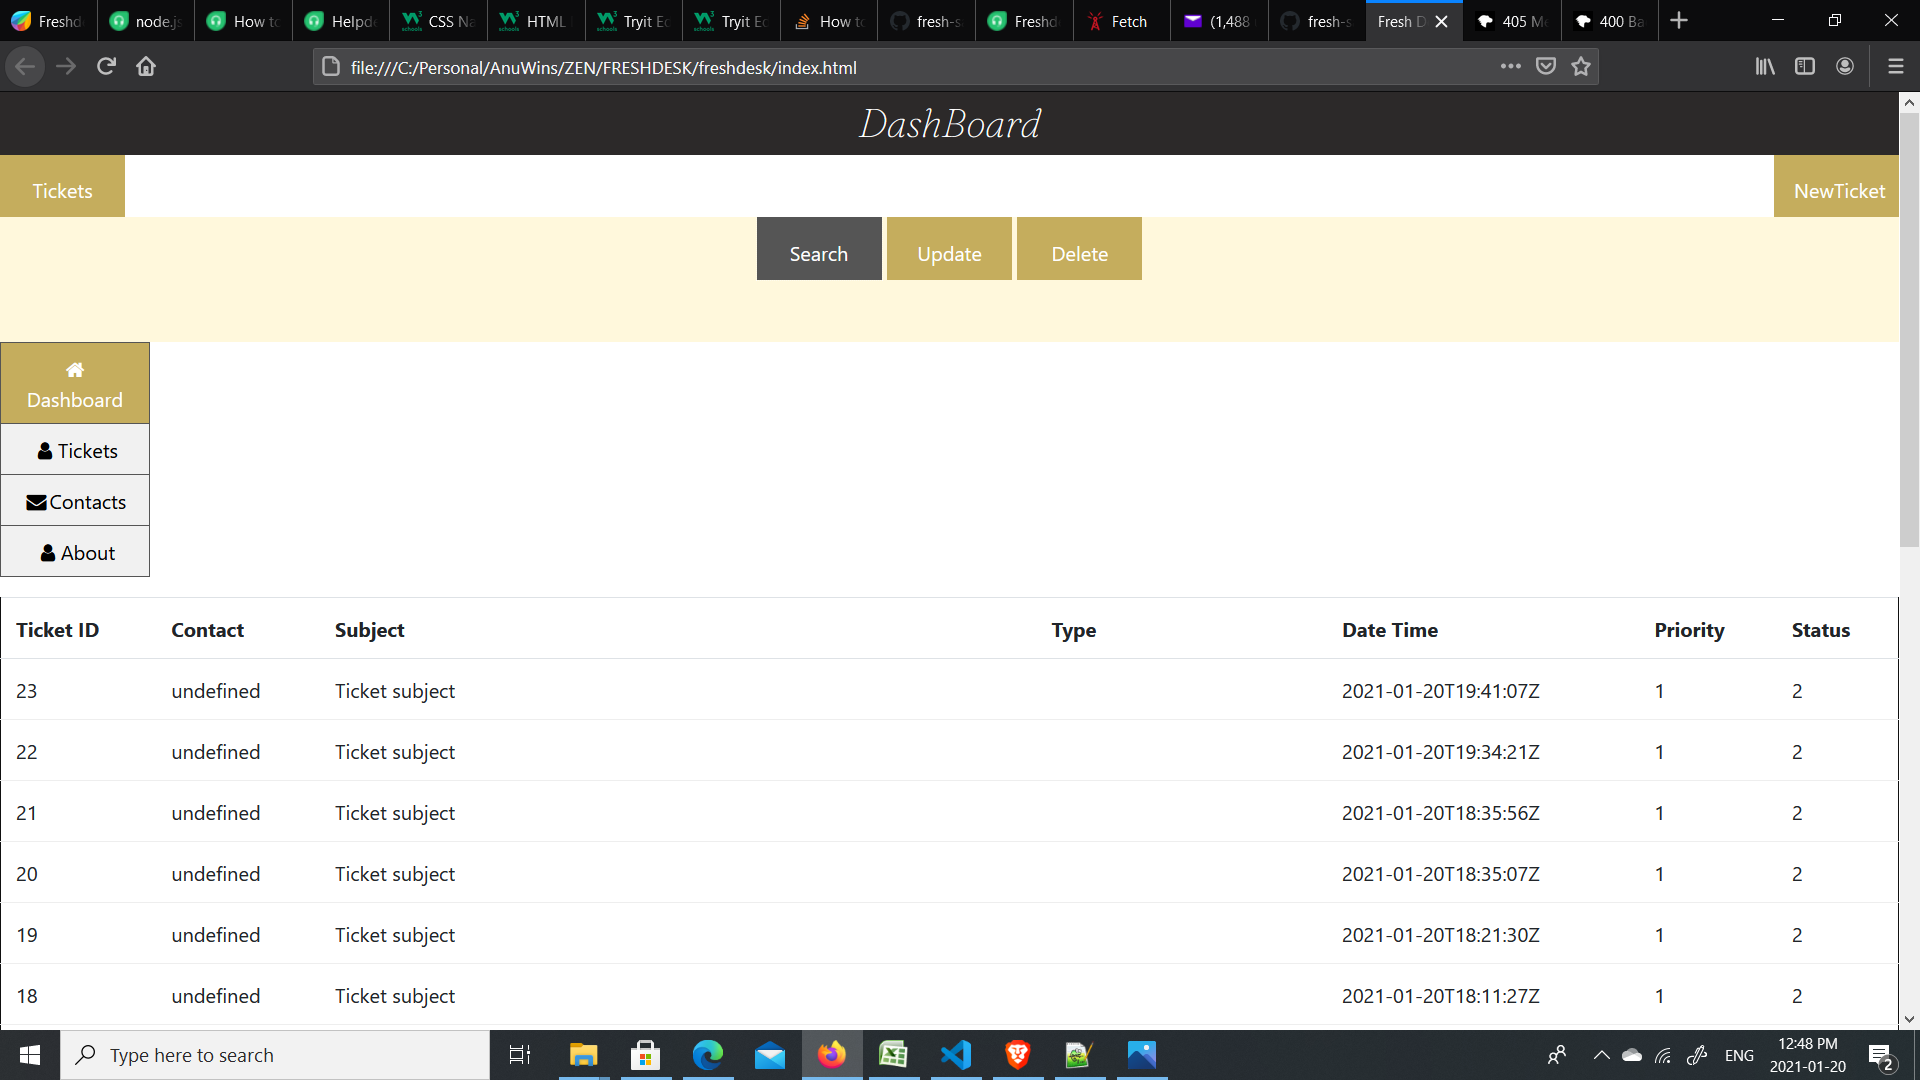 Freshd
node.js
How to
Helpde
CSS Na
HTML
Tryit Ed
Tryit Ed
How to
fresh-s
Freshd
Fetch
(1,488
fresh-s
Fresh D
405 Me
400 Ba
file:///C:/Personal/AnuWins/ZEN/FRESHDESK/freshdesk/index.html
DashBoard
Tickets
NewTicket
Search Update Delete
Dashboard
Tickets
Contacts
About
Ticket ID Contact Subject Type Date Time Priority Status
23 undefined Ticket subject 2021-01-20T19:41:07Z 1 2
22 undefined Ticket subject 2021-01-20T19:34:21Z 1 2
21 undefined Ticket subject 2021-01-20T18:35:56Z 1 2
20 undefined Ticket subject 2021-01-20T18:35:07Z 1 2
19 undefined Ticket subject 2021-01-20T18:21:30Z 1 2
18 undefined Ticket subject 2021-01-20T18:11:27Z 1 2
Type here to search
ENG
12:48 PM
2021-01-20
2